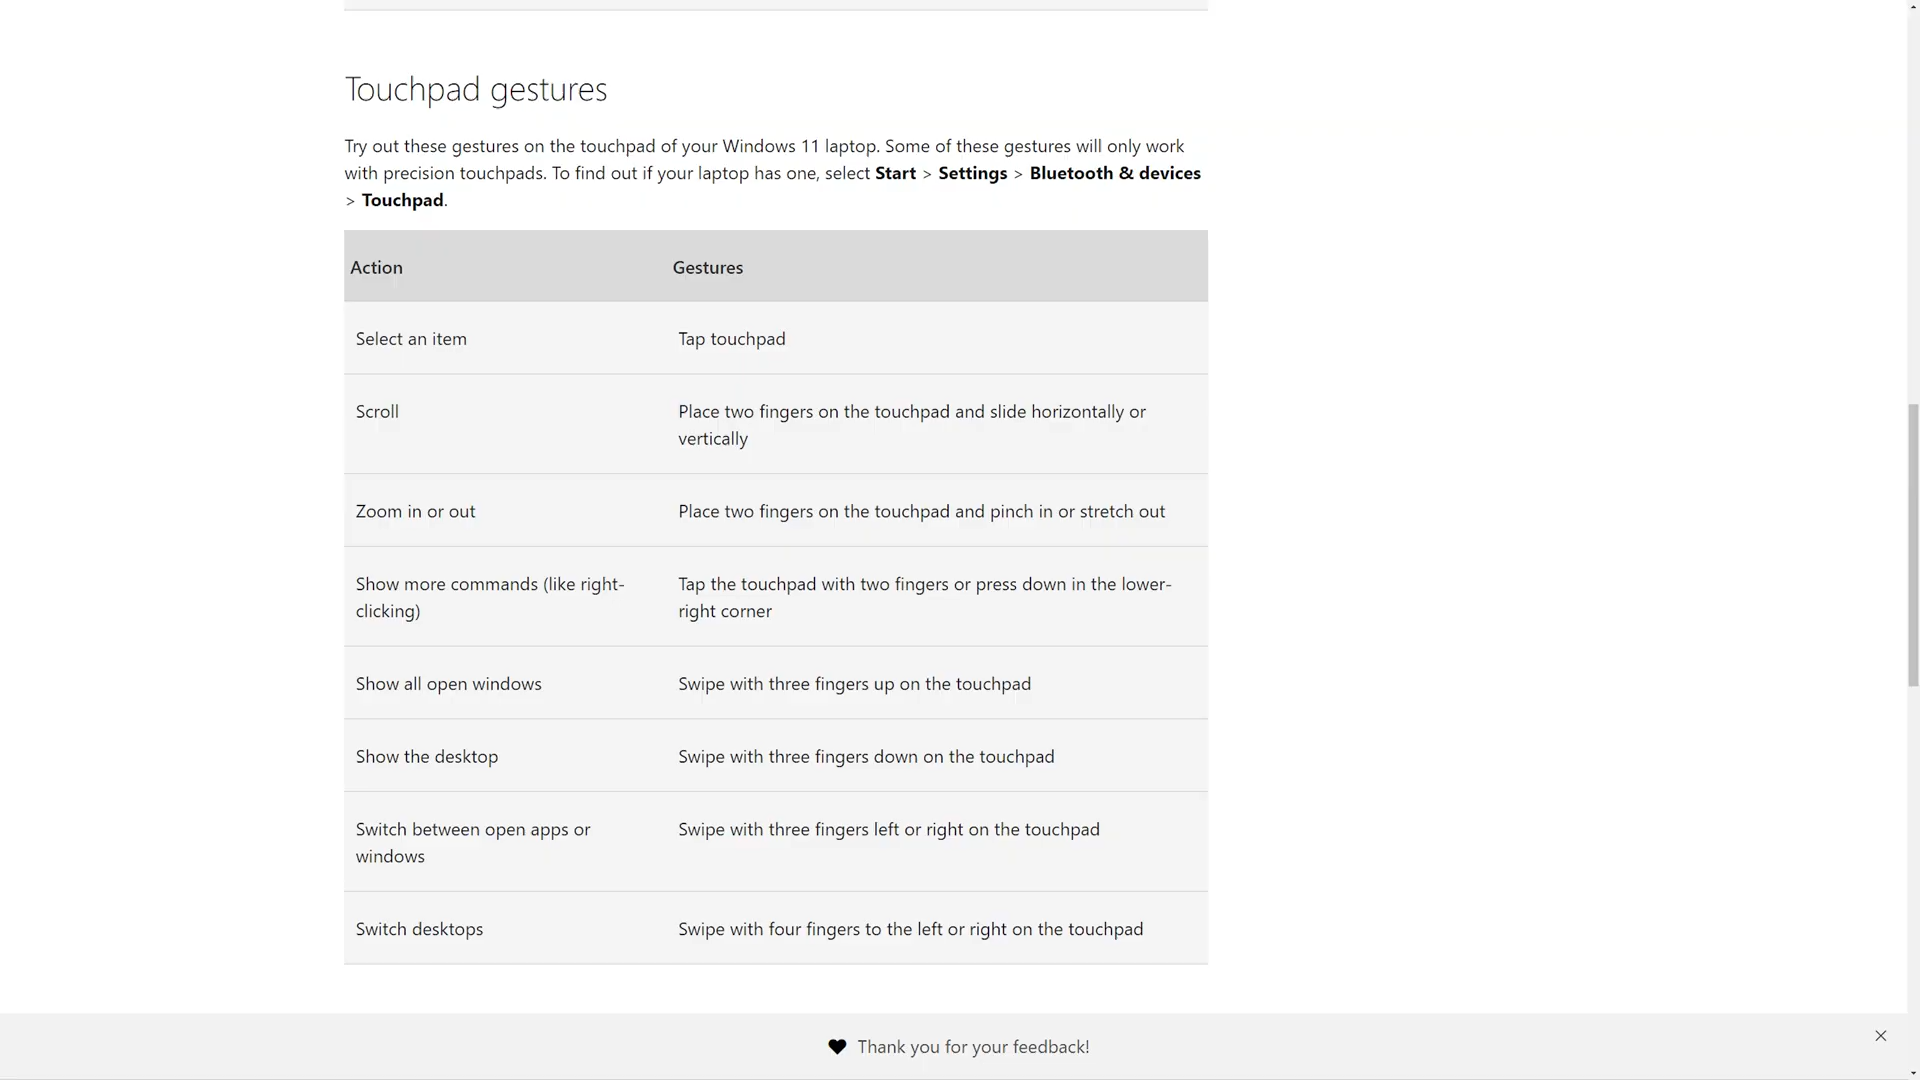 Touchpad gestures
Try out these gestures on the touchpad of your Windows 11 laptop. Some of these gestures will only work
with precision touchpads. To find out if your laptop has one, select Start > Settings > Bluetooth & devices
> Touchpad.
Action Gestures
Select an item Tap touchpad
Scroll Place two fingers on the touchpad and slide horizontally or
vertically
Zoom in or out Place two fingers on the touchpad and pinch in or stretch out
Show more commands (like right-
clicking)
Tap the touchpad with two fingers or press down in the lower-
right corner
Show all open windows Swipe with three fingers up on the touchpad
Show the desktop Swipe with three fingers down on the touchpad
Switch between open apps or
windows
Swipe with three fingers left or right on the touchpad
Switch desktops Swipe with four fingers to the left or right on the touchpad
Thank you for your feedback!